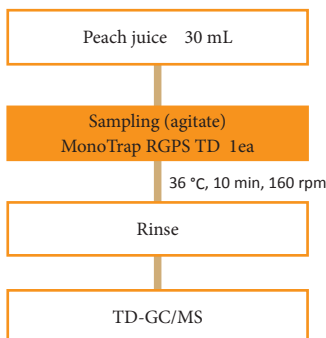 Peach juice 30 mL
Sampling (agitate)
MonoTrap RGPS TD 1ea
36 °C, 10 min, 160 rpm
Rinse
TD-GC/MS